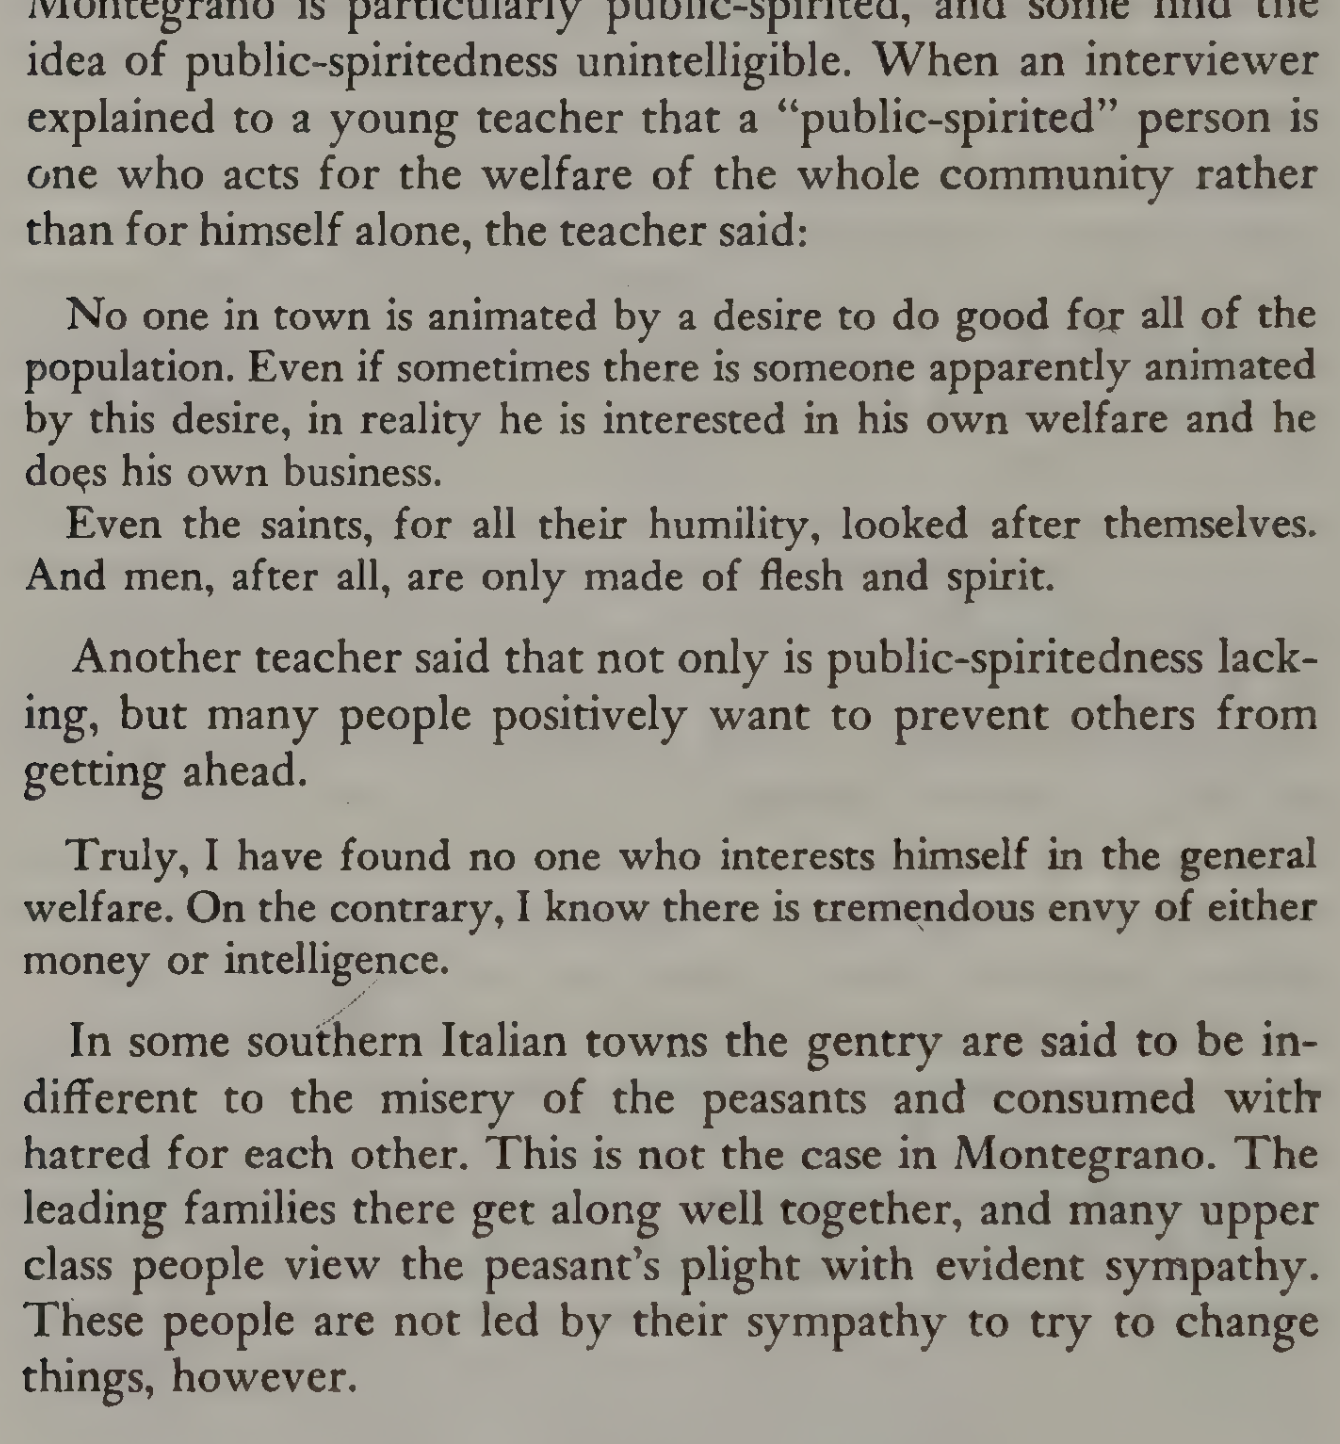 Montegrano is particularly public-spirited, and some find the
idea of public-spiritedness unintelligible. When an interviewer
explained to a young teacher that a “public-spirited” person is
one who acts for the welfare of the whole community rather
than for himself alone, the teacher said:
No one in town is animated by a desire to do good for all of the
population. Even if sometimes there is someone apparently animated
by this desire, in reality he is interested in his own welfare and he
does his own business.
Even the saints, for all their humility, looked after themselves.
And men, after all, are only made of flesh and spirit.
Another teacher said that not only is public-spiritedness lack-
ing, but many people positively want to prevent others from
getting ahead.
Truly, I have found no one who interests himself in the general
welfare. On the contrary, I know there is tremendous envy of either
money or intelligence.
In some southern Italian towns the gentry are said to be in-
different to the misery of the peasants and consumed with
hatred for each other. This is not the case in Montegrano. The
leading families there get along well together, and many upper
class people view the peasant’s plight with evident sympathy.
These people are not led by their sympathy to try to change
things, however.